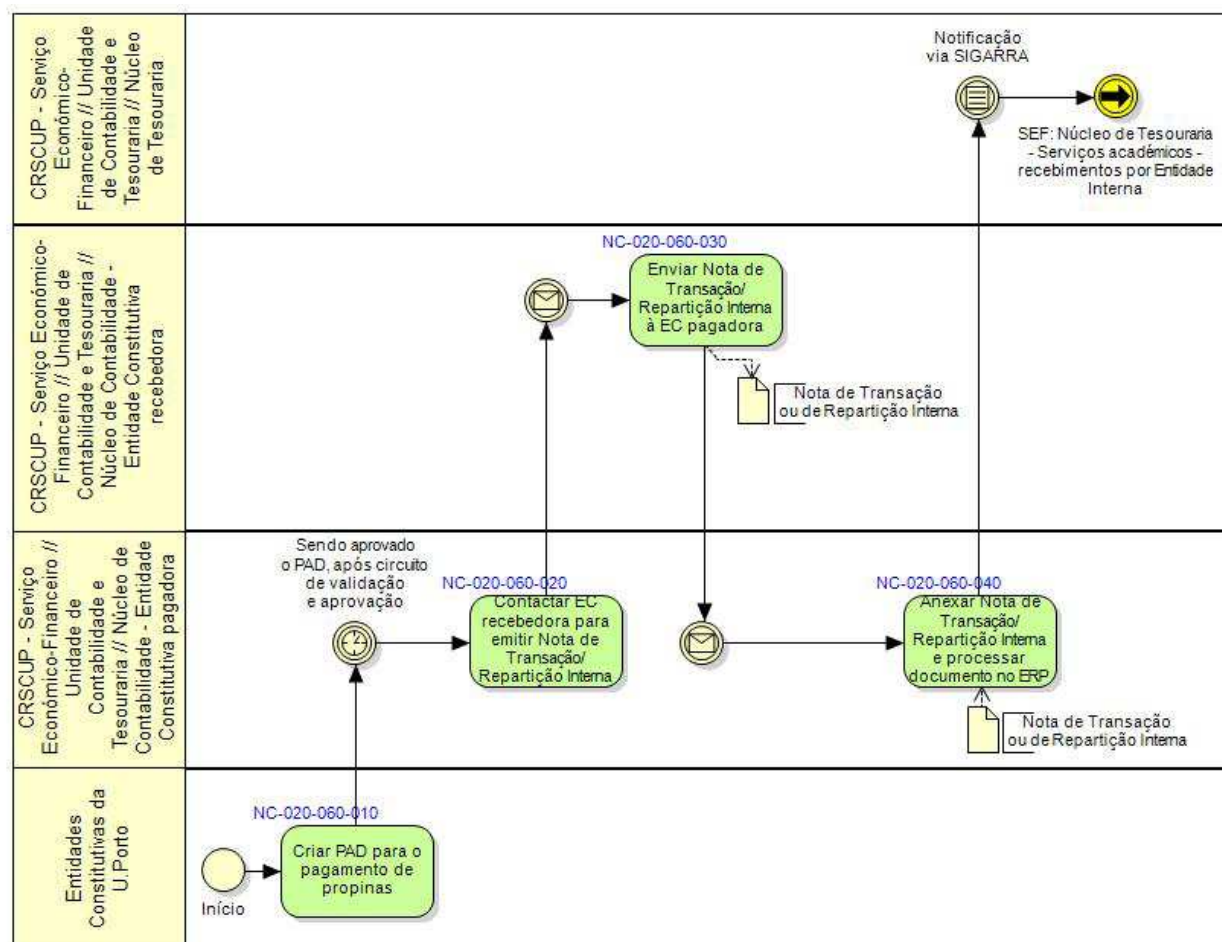 CRSCUP - Serviço
Económico-
Financeiro // Unidade
de Contabilidade e
Tesouraria // Núcleo
de Tesouraria
Notificação
via SIGARRA
SEF: Núcleo de Tesouraria
- Serviços académicos -
recebimentos por Entidade
Interna
CRSCUP - Serviço Económico-
Financeiro // Unidade de
Contabilidade e Tesouraria //
Núcleo de Contabilidade -
Entidade Constitutiva
recebedora
NC-020-060-030
Enviar Nota de
Transação/
Repartição Interna
à EC pagadora
Nota de Transação
ou de Repartição Interna
CRSCUP - Serviço
Económico-Financeiro //
Unidade de
Contabilidade e
Tesouraria // Núcleo de
Contabilidade - Entidade
Constitutiva pagadora
Sendo aprovado
o PAD, após circuito
de validação
e aprovação
NC-020-060-020
Contactar EC
recebedora para
emitir Nota de
Transação/
Repartição Interna
NC-020-060-040
Anexar Nota de
Transação/
Repartição Interna
e processar
documento no ERP
Nota de Transação
ou de Repartição Interna
Entidades
Constitutivas da
U.Porto
Início
NC-020-060-010
Criar PAD para o
pagamento de
propinas